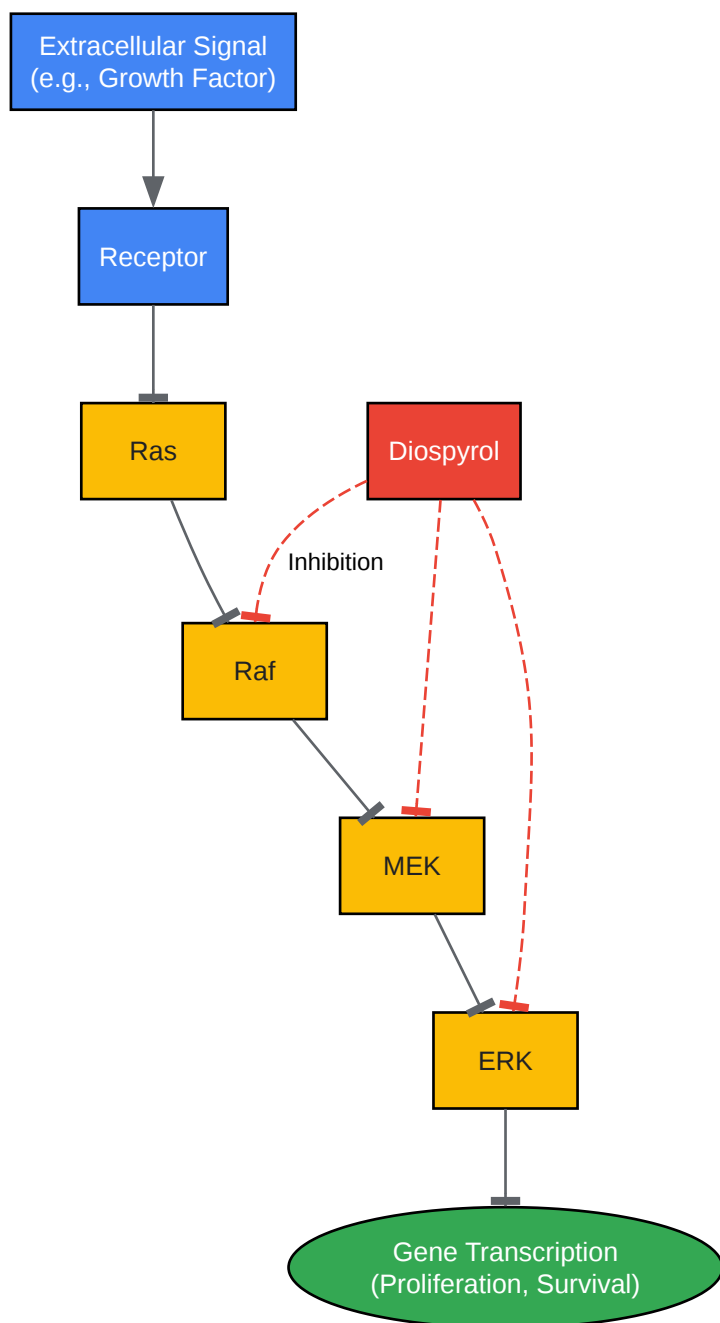 Extracellular Signal
(e.g., Growth Factor)
Receptor
Ras
Diospyrol
Inhibition
Raf
MEK
ERK
Gene Transcription
(Proliferation, Survival)